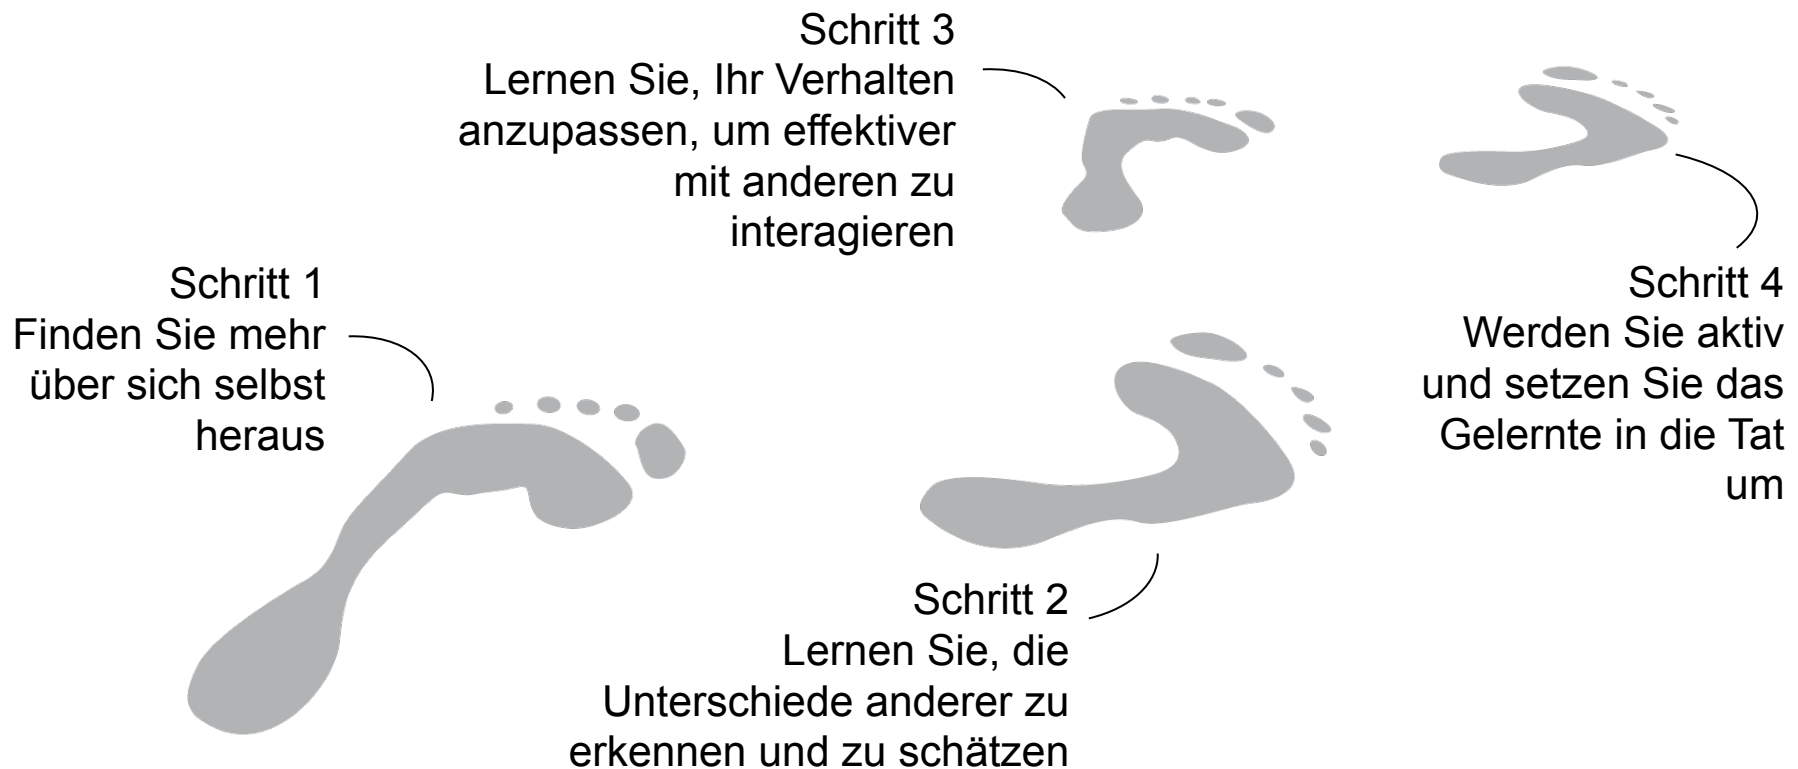 Schritt 1
Finden Sie mehr
über sich selbst
heraus
Schritt 2
Lernen Sie, die
Unterschiede anderer zu
erkennen und zu schätzen
Schritt 3
Lernen Sie, Ihr Verhalten
anzupassen, um effektiver
mit anderen zu
interagieren
Schritt 4
Werden Sie aktiv
und setzen Sie das
Gelernte in die Tat
um